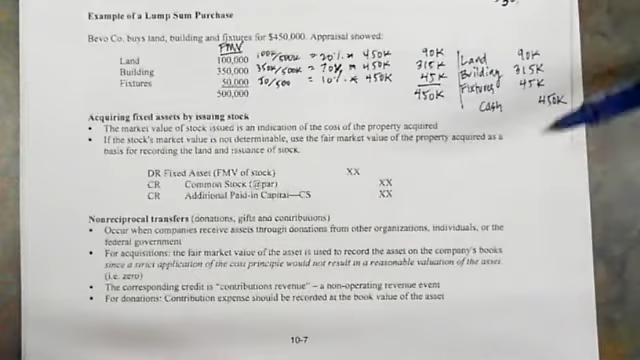 Example of a Lump Sum Purchase
Bevo Co. buys land, building and fixtures for $450,000. Appraisal showed:
FMV
Land 100,000 100K/500K = 20% * 450K 90K
Building 350,000 350K/500K = 70% * 450K 315K
Fixtures 50,000 50/500 = 10% * 450K 45K
500,000 450K
Land 90K
Building 315K
Fixtures 45K
Cash 450K
Acquiring fixed assets by issuing stock
• The market value of stock issued is an indication of the cost of the property acquired
• If the stock's market value is not determinable, use the fair market value of the property acquired as a
basis for recording the land and issuance of stock.
DR Fixed Asset (FMV of stock) XX
CR Common Stock (@par) XX
CR Additional Paid-in Capital—CS XX
Nonreciprocal transfers (donations, gifts and contributions)
• Occur when companies receive assets through donations from other organizations, individuals, or the
federal government
• For acquisitions: the fair market value of the asset is used to record the asset on the company's books
since a strict application of the cost principle would not result in a reasonable valuation of the asset
(i.e. zero)
• The corresponding credit is "contributions revenue" – a non-operating revenue event
• For donations: Contribution expense should be recorded at the book value of the asset
10-7